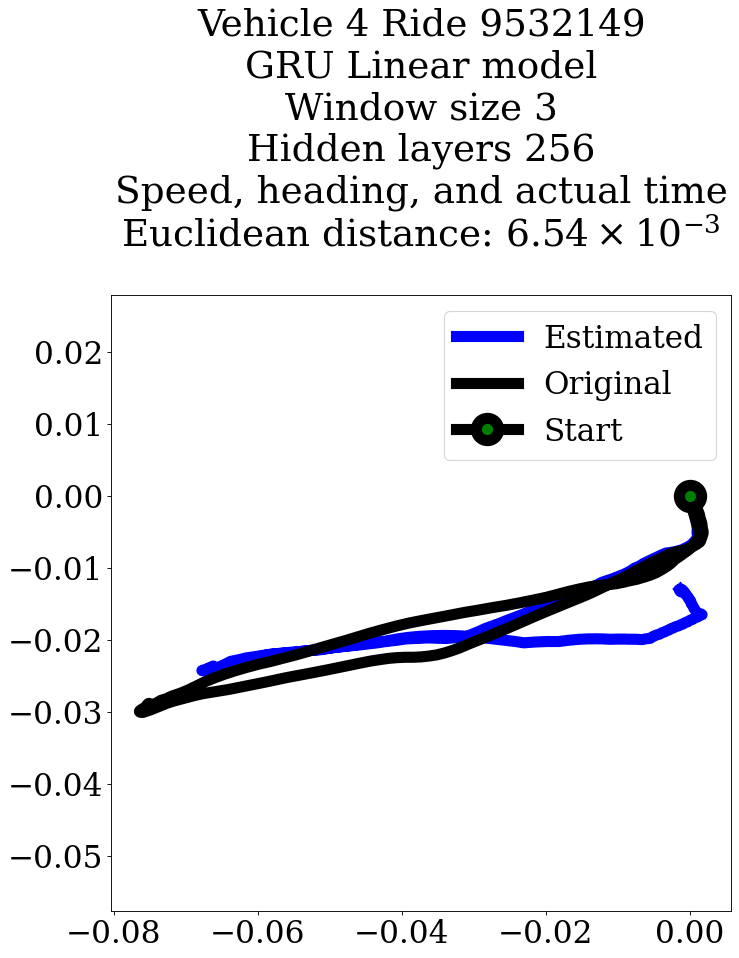 Vehicle 4 Ride 9532149
GRU Linear model
Window size 3
Hidden layers 256
Speed, heading, and actual time
Euclidean distance: 6.54 × 10⁻³
Estimated
Original
Start
0.02
0.01
0.00
−0.01
−0.02
−0.03
−0.04
−0.05
−0.08 −0.06 −0.04 −0.02 0.00